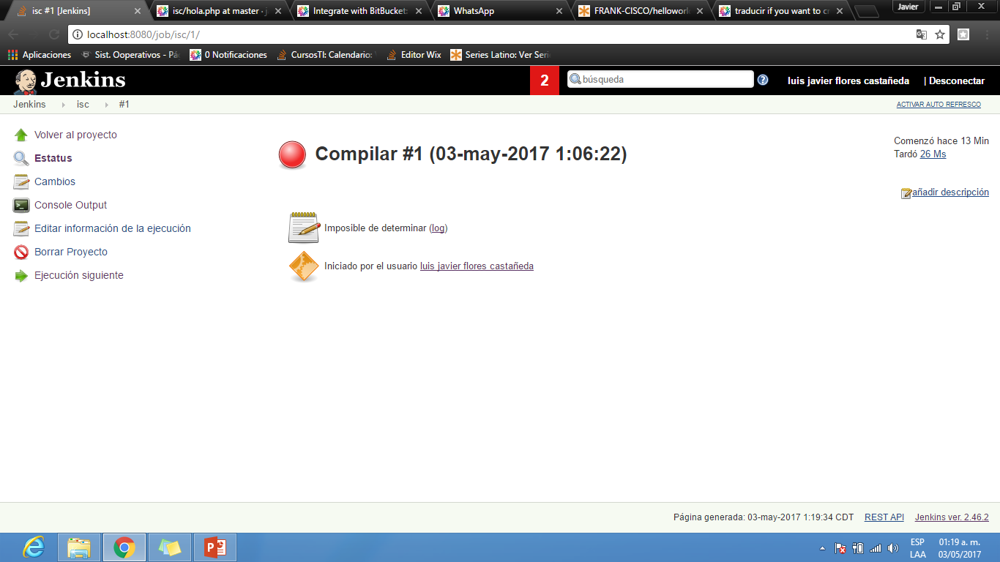 isc #1 [Jenkins]
isc/hola.php at master · j
Integrate with BitBucket
WhatsApp
FRANK-CISCO/hellowor
traducir if you want to c
Javier
localhost:8080/job/isc/1/
Aplicaciones
Sist. Ooperativos - Pá
0 Notificaciones
CursosTI: Calendario:
Editor Wix
Series Latino: Ver Seri
Jenkins
2
búsqueda
?
luis javier flores castañeda
| Desconectar
Jenkins
isc
#1
ACTIVAR AUTO REFRESCO
Volver al proyecto
Estatus
Cambios
Console Output
Editar información de la ejecución
Borrar Proyecto
Ejecución siguiente
Compilar #1 (03-may-2017 1:06:22)
Comenzó hace 13 Min
Tardó 26 Ms
añadir descripción
Imposible de determinar (log)
Iniciado por el usuario luis javier flores castañeda
Página generada: 03-may-2017 1:19:34 CDT
REST API
Jenkins ver. 2.46.2
ESP
LAA
01:19 a. m.
03/05/2017